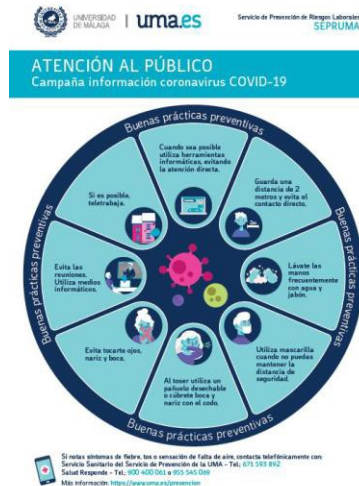 UNIVERSIDAD
DE MÁLAGA
uma.es
Servicio de Prevención de Riesgos Laborales
SEPRUMA
ATENCIÓN AL PÚBLICO
Campaña información coronavirus COVID-19
Buenas prácticas preventivas
Cuando sea posible
utiliza herramientas
informáticas, evitando
la atención directa.
Guarda una
distancia de 2
metros y evita el
contacto directo.
Lávate las
manos
frecuentemente
con agua y
jabón.
Utiliza mascarilla
cuando no puedas
mantener la
distancia de
seguridad.
Al toser utiliza un
pañuelo desechable
o cúbrete boca y
nariz con el codo.
Evita tocarte ojos,
nariz y boca.
Evita las
reuniones.
Utiliza medios
informáticos.
Si es posible,
teletrabaja.
Buenas prácticas preventivas
Buenas prácticas preventivas
Buenas prácticas preventivas
Si notas síntomas de fiebre, tos o sensación de falta de aire, contacta telefónicamente con:
Servicio Sanitario del Servicio de Prevención de la UMA - Tel: 671 593 892
Salud Responde - Tel: 900 400 061 o 955 545 069
Más información: https://www.uma.es/prevencion